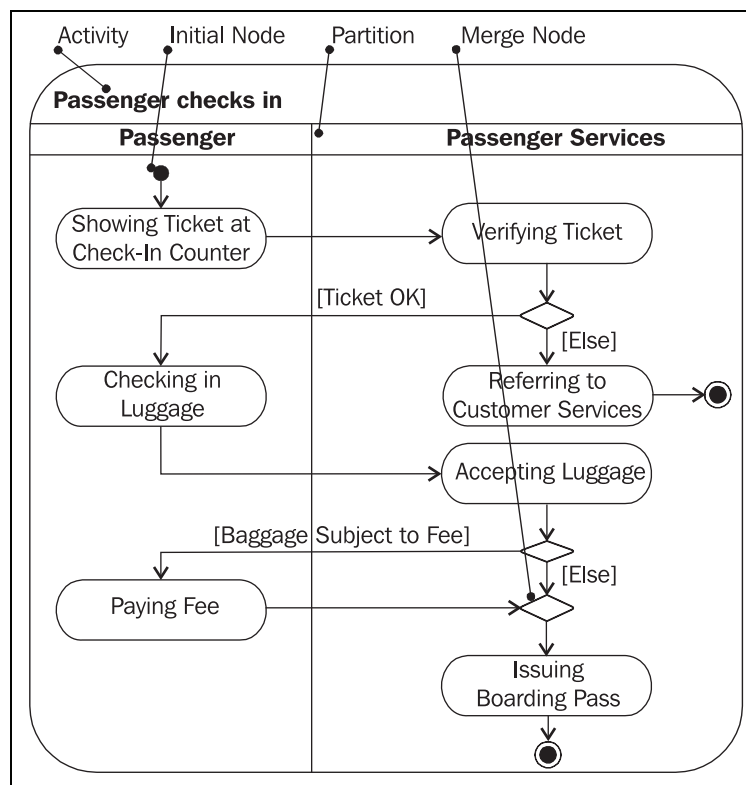 Activity Initial Node Partition Merge Node
Passenger checks in
Passenger Passenger Services
Showing Ticket at
Check-In Counter
Verifying Ticket
[Ticket OK]
[Else]
Checking in
Luggage
Referring to
Customer Services
Accepting Luggage
[Baggage Subject to Fee]
[Else]
Paying Fee
Issuing
Boarding Pass